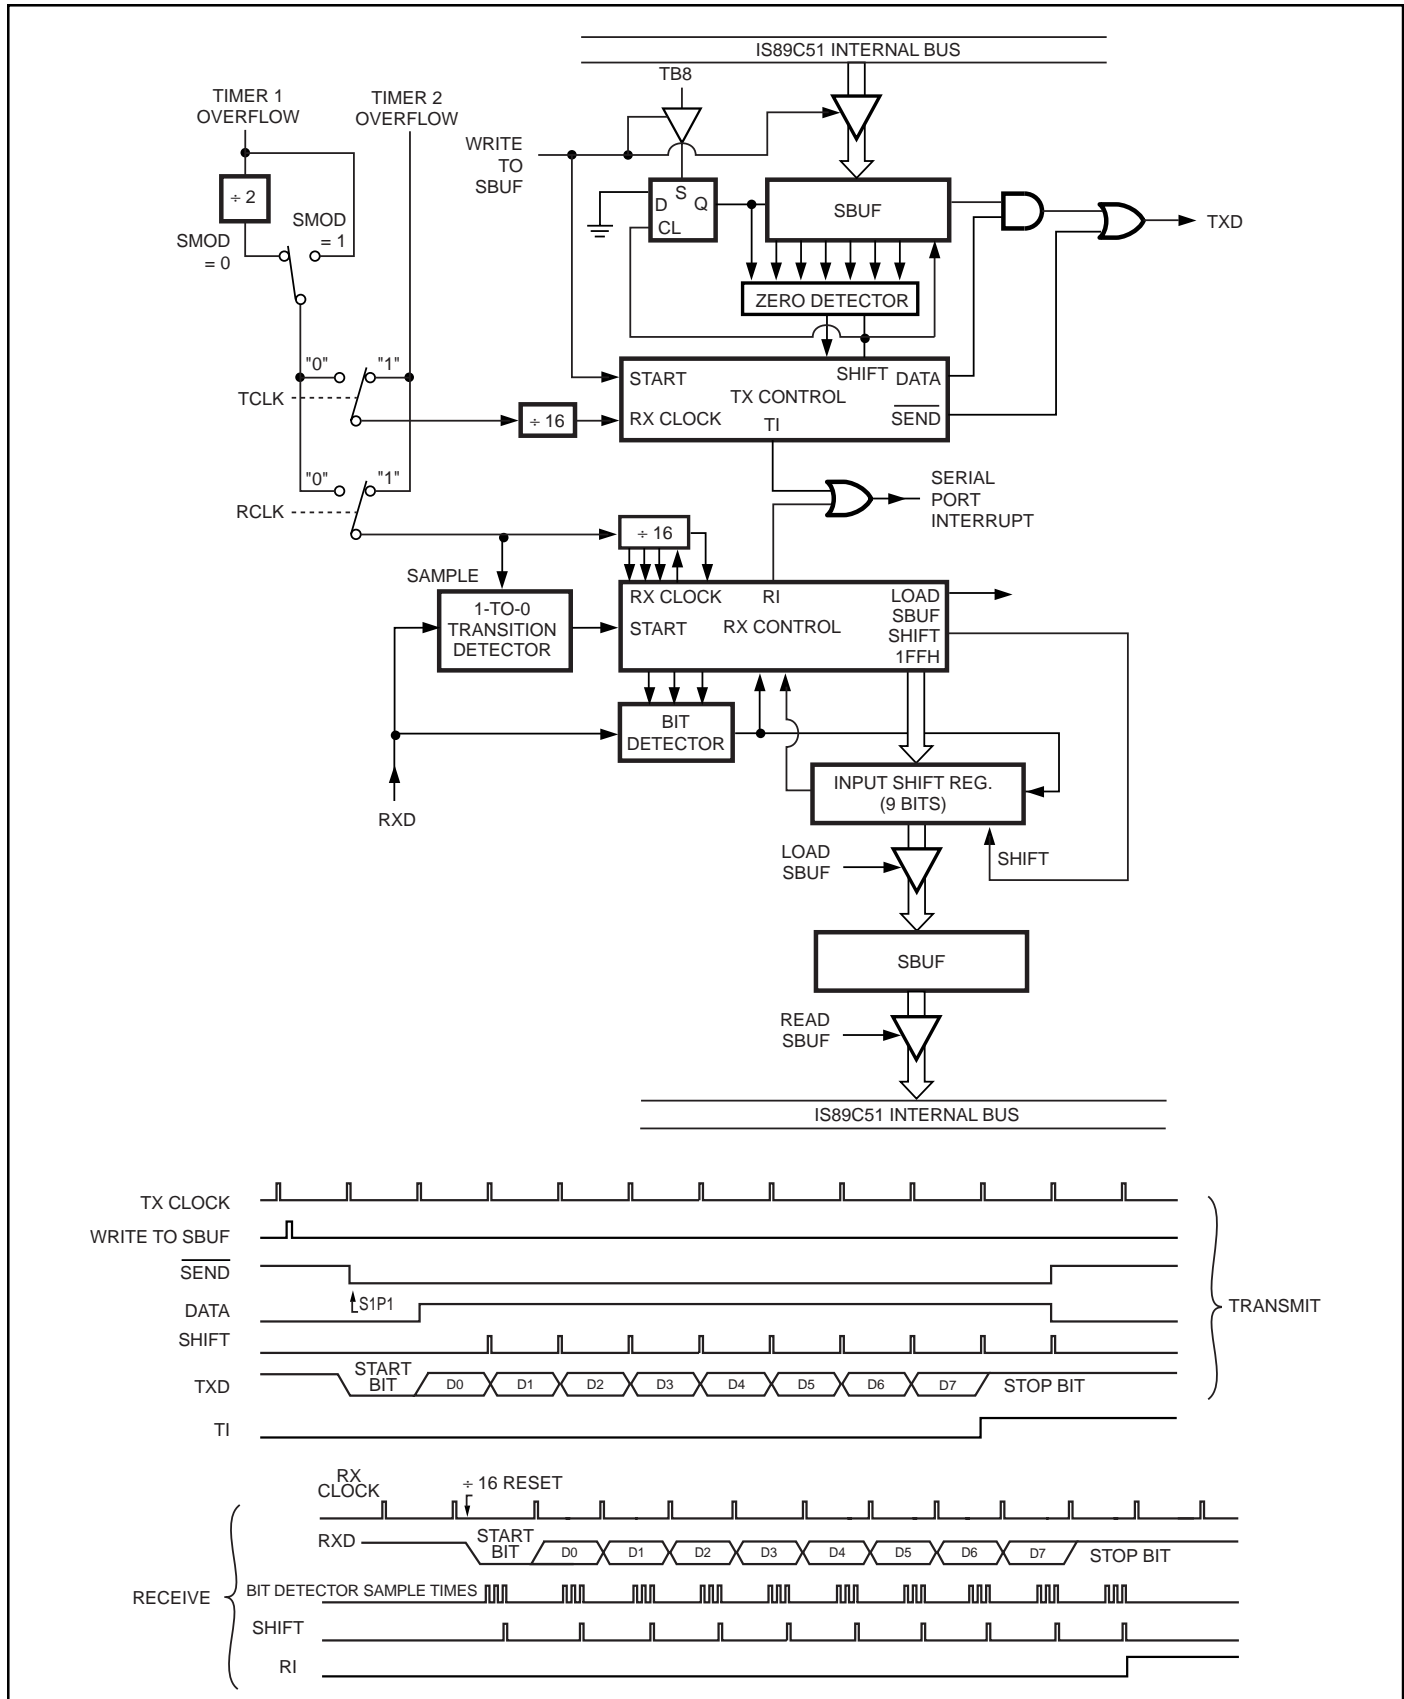 IS89C51 INTERNAL BUS
TB8
TIMER 1
OVERFLOW
TIMER 2
OVERFLOW
WRITE
TO
SBUF
÷ 2
SMOD
= 0
SMOD
= 1
D
S
Q
CL
SBUF
TXD
ZERO DETECTOR
"0"
"1"
TCLK
÷ 16
START
SHIFT
DATA
TX CONTROL
RX CLOCK
TI
SEND
"0"
"1"
RCLK
SERIAL
PORT
INTERRUPT
÷ 16
SAMPLE
1-TO-0
TRANSITION
DETECTOR
RX CLOCK
RI
LOAD
SBUF
START
RX CONTROL
SHIFT
1FFH
BIT
DETECTOR
RXD
INPUT SHIFT REG.
(9 BITS)
LOAD
SBUF
SHIFT
SBUF
READ
SBUF
IS89C51 INTERNAL BUS
TX CLOCK
WRITE TO SBUF
SEND
S1P1
DATA
TRANSMIT
SHIFT
TXD
START
BIT
D0 D1 D2 D3 D4 D5 D6 D7 STOP BIT
TI
RX
CLOCK
÷ 16 RESET
RXD
START
BIT
D0 D1 D2 D3 D4 D5 D6 D7 STOP BIT
RECEIVE
BIT DETECTOR SAMPLE TIMES
SHIFT
RI